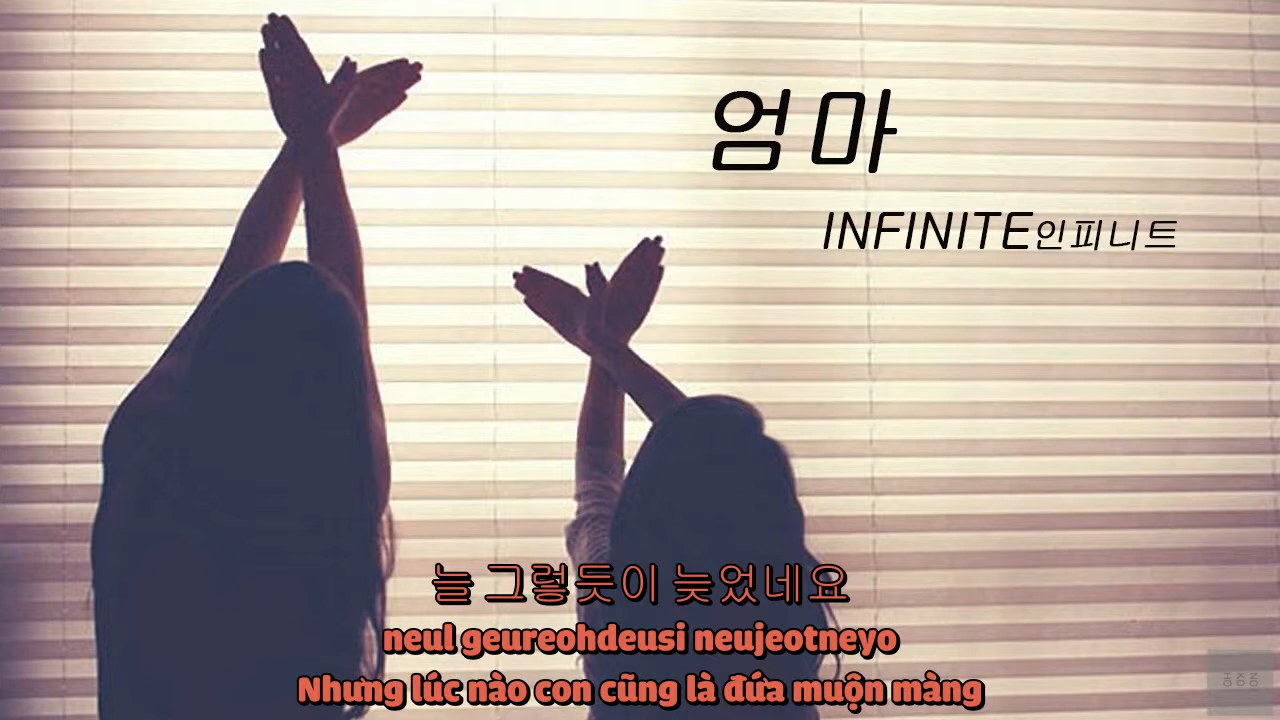 엄마
INFINITE인피니트
늘 그렇듯이 늦었네요
neul geureohdeusi neujeotneyo
Nhưng lúc nào con cũng là đứa muộn màng